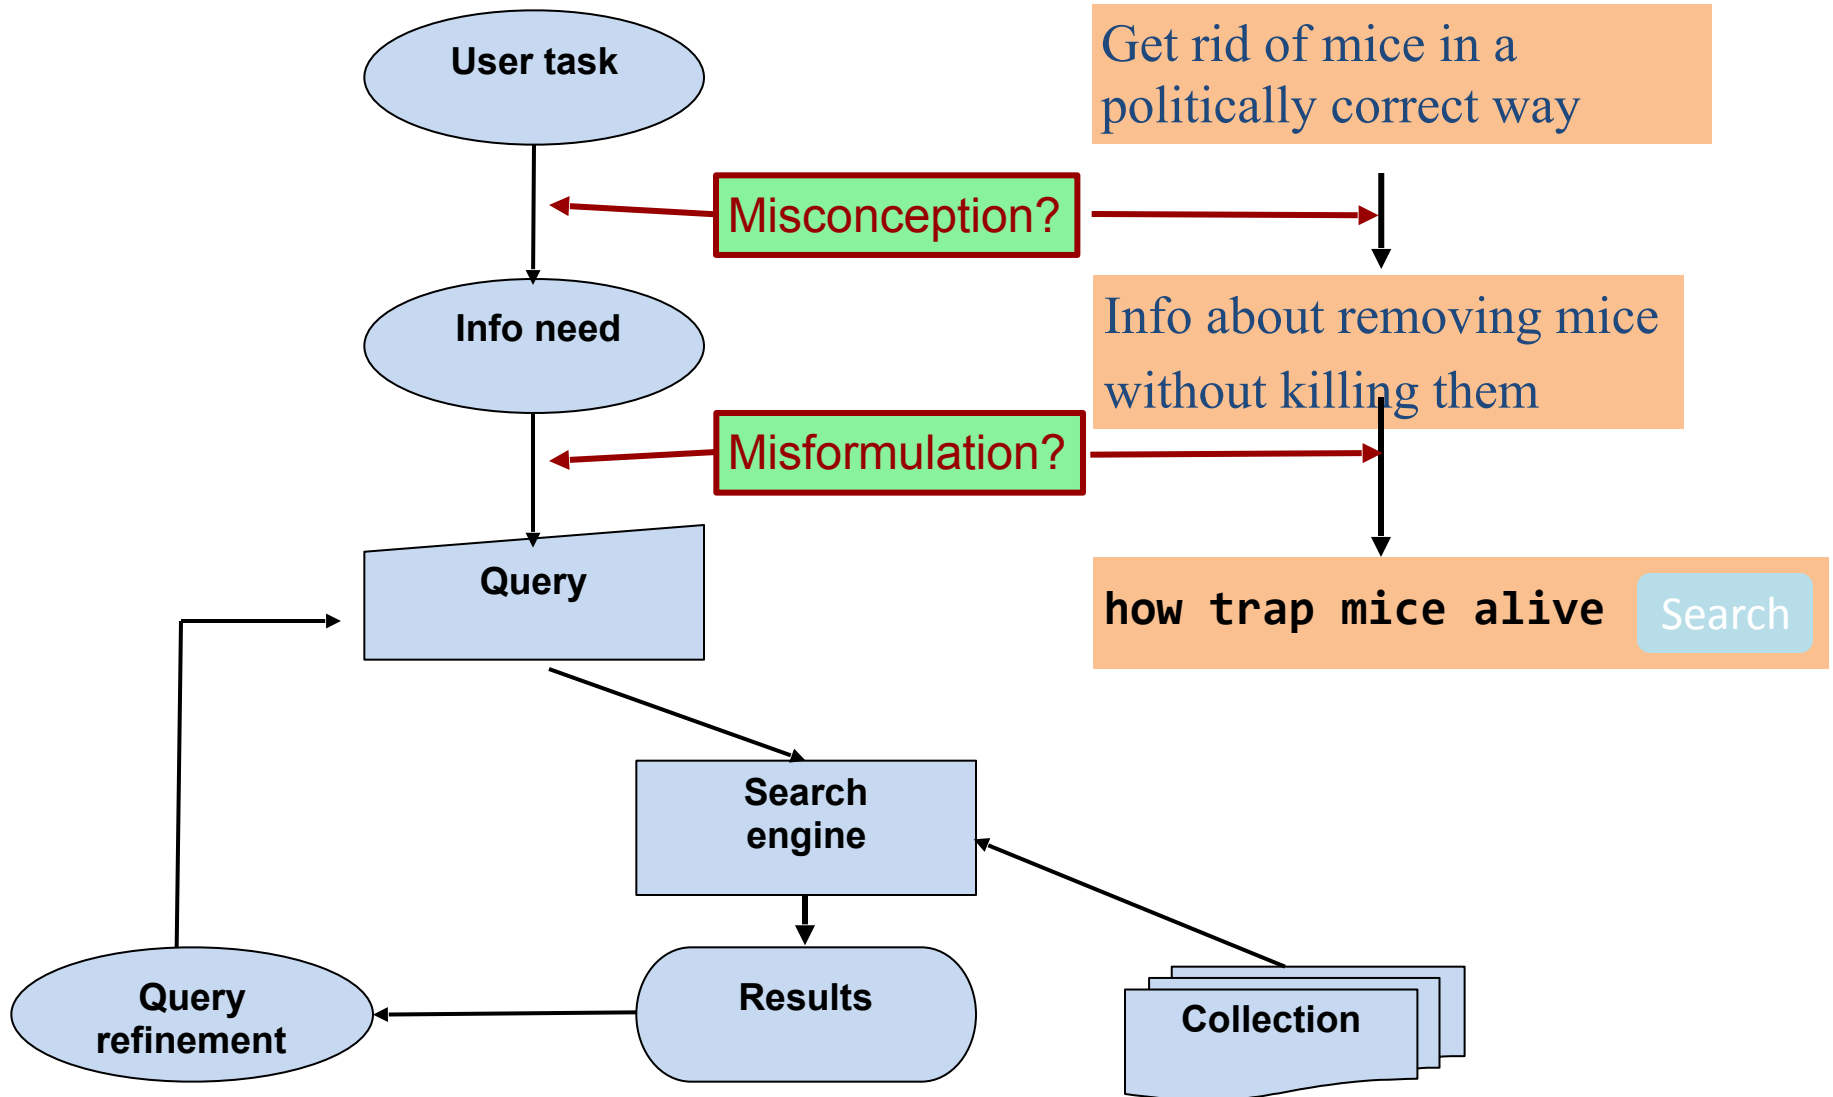 User task
Get rid of mice in a
politically correct way
Misconception?
Info need
Info about removing mice
without killing them
Misformulation?
Query
how trap mice alive Search
Search
engine
Query
refinement
Results
Collection